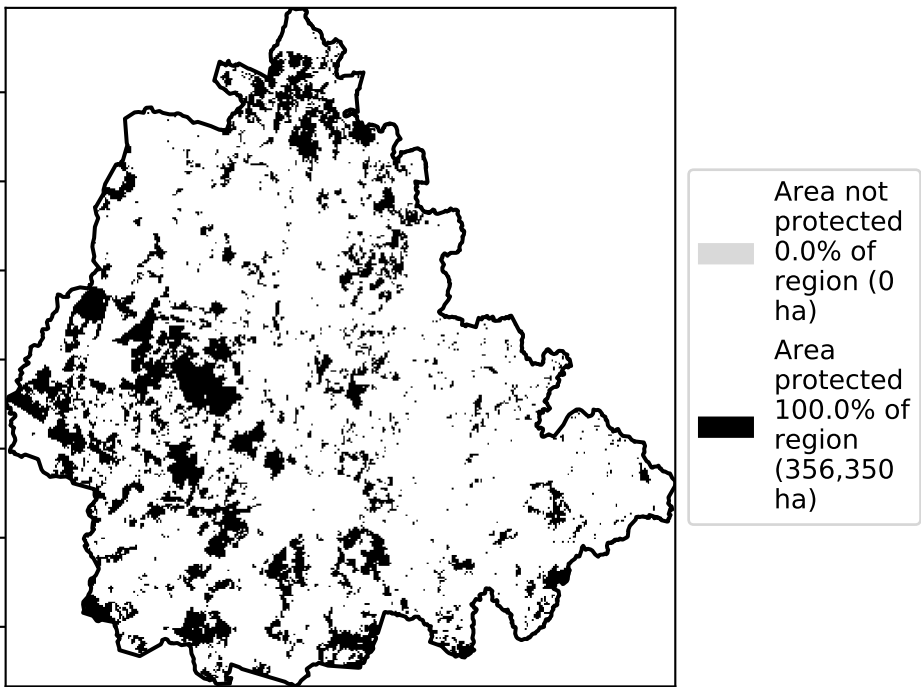 Area not
protected
0.0% of
region (0
ha)
Area
protected
100.0% of
region
(356,350
ha)